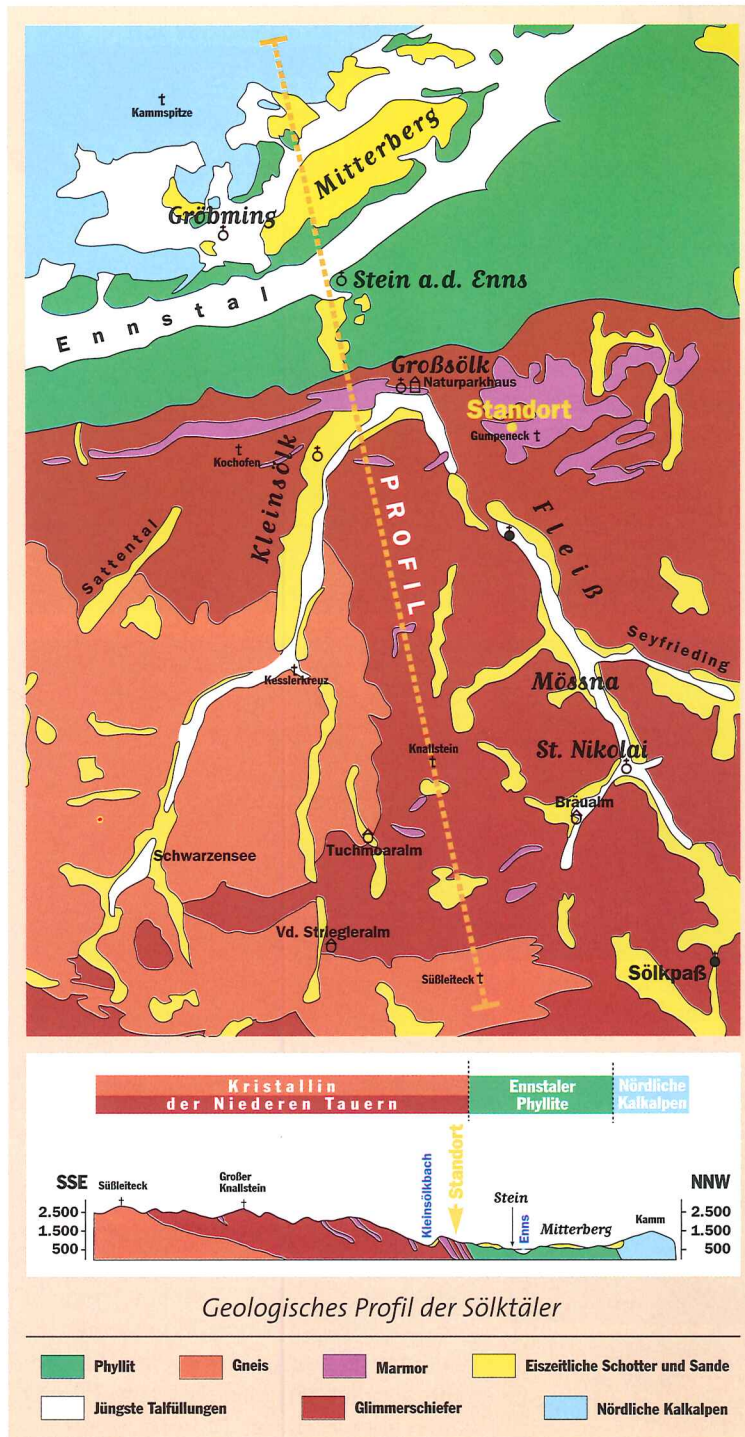 Kammspitze
Mitterberg
Gröbming
Stein a.d. Enns
Ennstal
Großsölk
Naturparkhaus
Standort
Gumpeneck
Kochofen
Kleinsölk
PROFIL
Fleiß
Sattental
Seyfrieding
Kesslerkreuz
Mössna
Knallstein
St. Nikolai
Bräualm
Tuchmoaralm
Schwarzensee
Vd. Striegleralm
Süßleiteck
Sölkpaß
Kristallin
der Niederen Tauern
Ennstaler
Phyllite
Nördliche
Kalkalpen
SSE
Süßleiteck
Großer
Knallstein
Kleinsölkbach
Standort
Stein
Enns
Mitterberg
Kamm
NNW
2.500
1.500
500
2.500
1.500
500
Geologisches Profil der Sölktäler
Phyllit Gneis Marmor Eiszeitliche Schotter und Sande
Jüngste Talfüllungen Glimmerschiefer Nördliche Kalkalpen